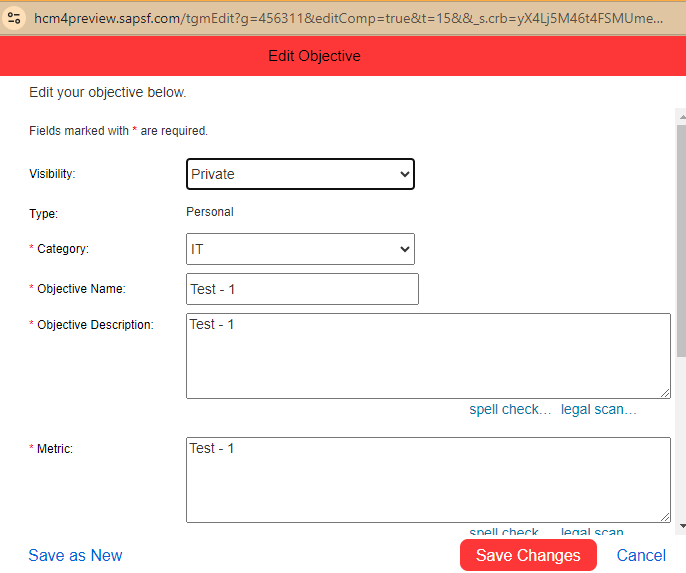 hcm4preview.sapsf.com/tgmEdit?g=456311&editComp=true&t=15&&_s.crb=yX4Lj5M46t4FSMUme...
Edit Objective
Edit your objective below.
Fields marked with * are required.
Visibility: Private
Type: Personal
* Category: IT
* Objective Name: Test - 1
* Objective Description: Test - 1
spell check... legal scan...
* Metric: Test - 1
spell check... legal scan...
Save as New Save Changes Cancel